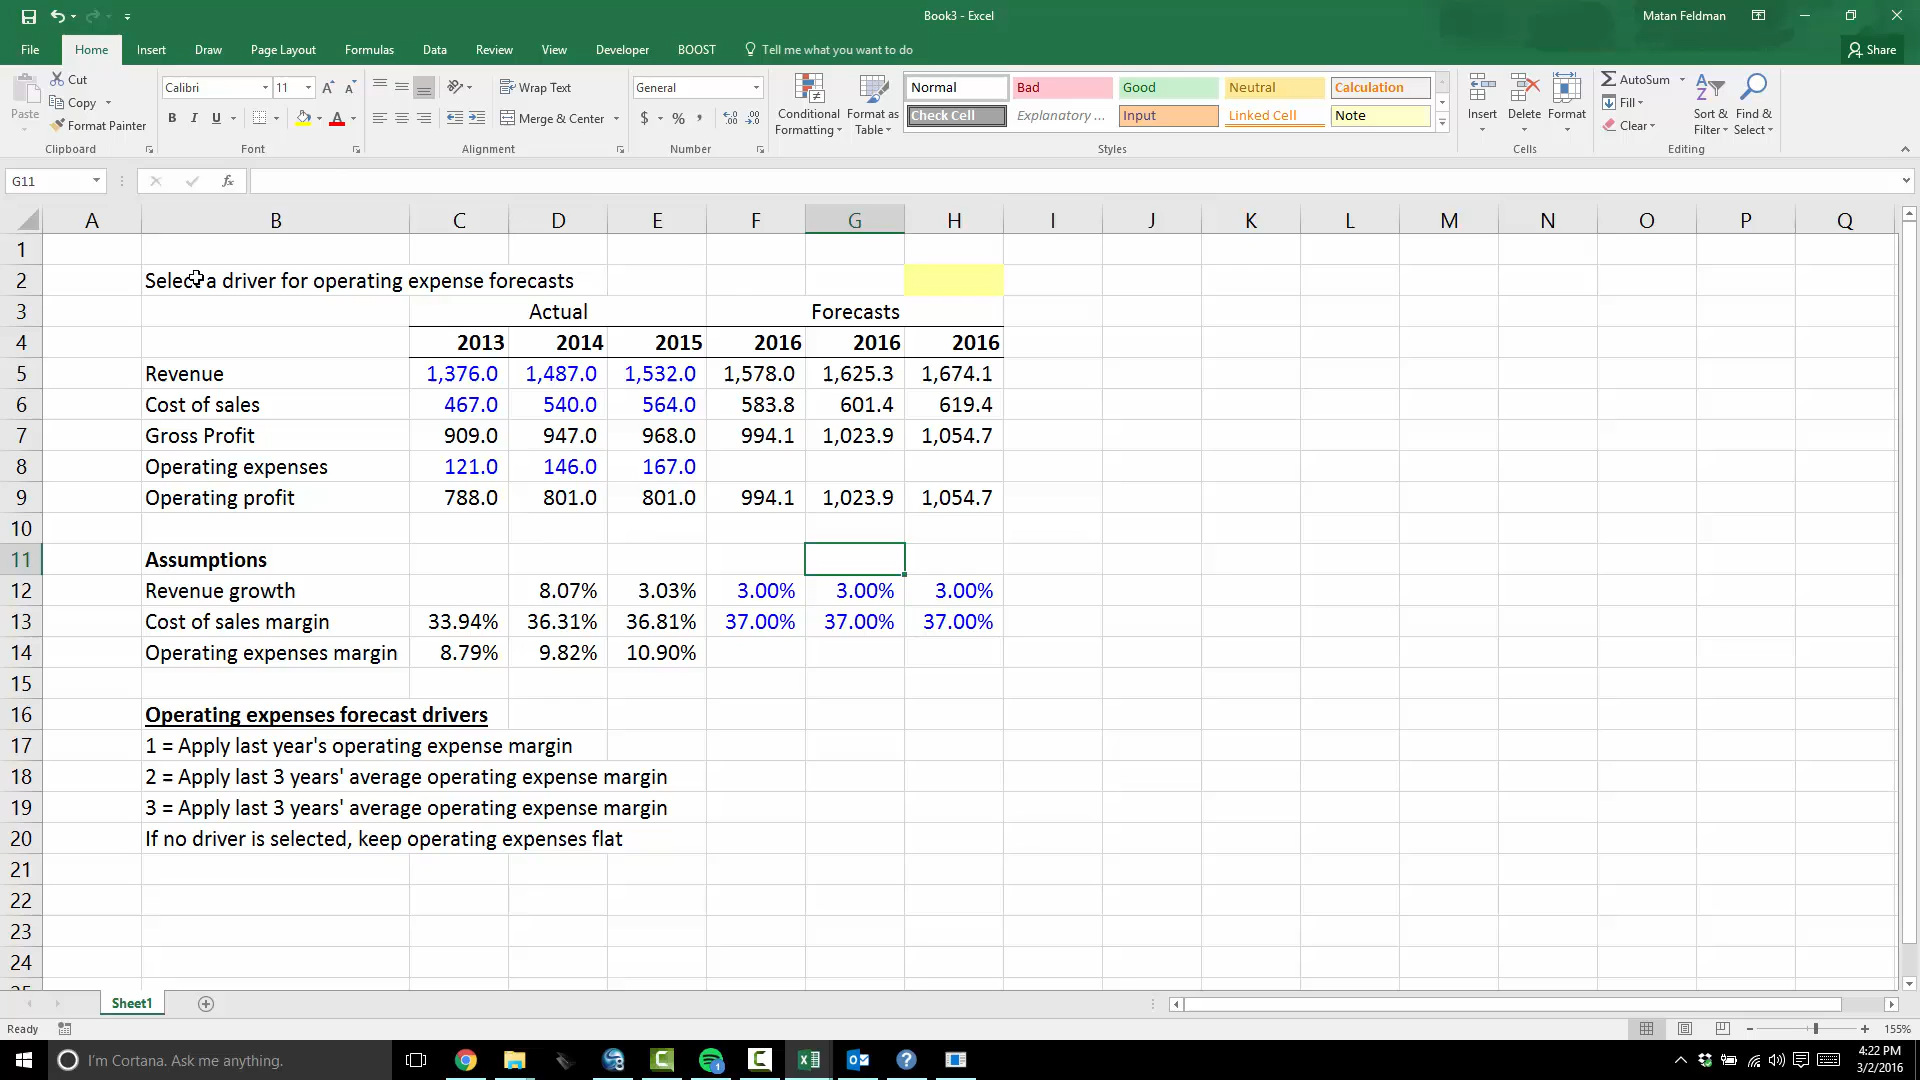 Book3 - Excel
Matan Feldman
File Home Insert Draw Page Layout Formulas Data Review View Developer BOOST Tell me what you want to do Share
Paste
Cut
Copy
Format Painter
Clipboard
Calibri 11
B I U A
Font
Wrap Text
Merge & Center
Alignment
General
$ % ,
Number
Conditional Formatting
Format as Table
Normal Bad Good Neutral Calculation
Check Cell Explanatory ... Input Linked Cell Note
Styles
Insert Delete Format
Cells
AutoSum
Fill
Clear
Sort & Filter
Find & Select
Editing
G11 fx
A B C D E F G H I J K L M N O P Q
1
2 Select a driver for operating expense forecasts
3 Actual Forecasts
4 2013 2014 2015 2016 2016 2016
5 Revenue 1,376.0 1,487.0 1,532.0 1,578.0 1,625.3 1,674.1
6 Cost of sales 467.0 540.0 564.0 583.8 601.4 619.4
7 Gross Profit 909.0 947.0 968.0 994.1 1,023.9 1,054.7
8 Operating expenses 121.0 146.0 167.0
9 Operating profit 788.0 801.0 801.0 994.1 1,023.9 1,054.7
10
11 Assumptions
12 Revenue growth 8.07% 3.03% 3.00% 3.00% 3.00%
13 Cost of sales margin 33.94% 36.31% 36.81% 37.00% 37.00% 37.00%
14 Operating expenses margin 8.79% 9.82% 10.90%
15
16 Operating expenses forecast drivers
17 1 = Apply last year's operating expense margin
18 2 = Apply last 3 years' average operating expense margin
19 3 = Apply last 3 years' average operating expense margin
20 If no driver is selected, keep operating expenses flat
21
22
23
24
25
Sheet1
Ready 155%
I'm Cortana. Ask me anything.
4:22 PM
3/2/2016